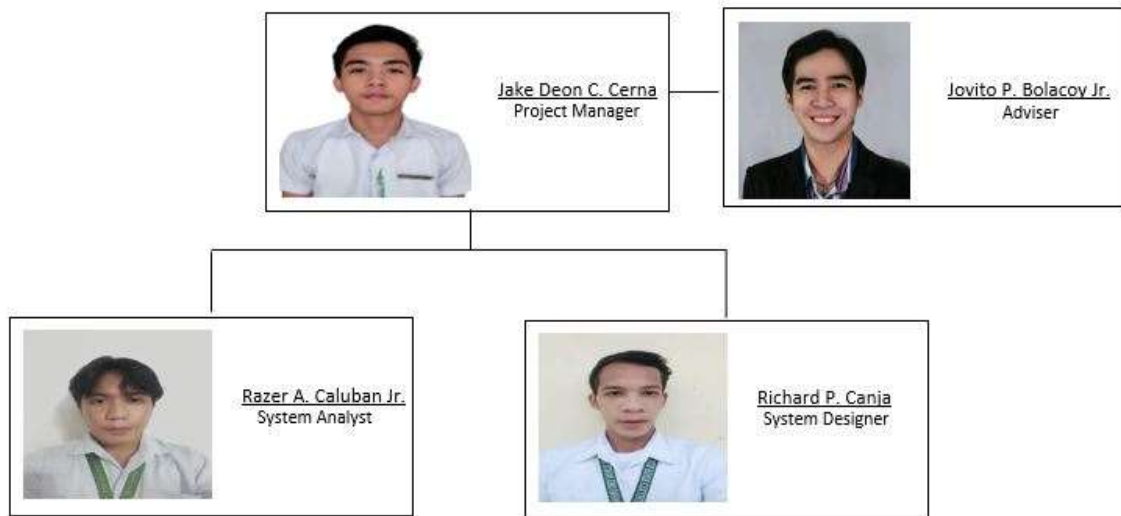 Jake Deon C. Cerna
Project Manager
Jovito P. Bolacoy Jr.
Adviser
Razer A. Caluban Jr.
System Analyst
Richard P. Canja
System Designer